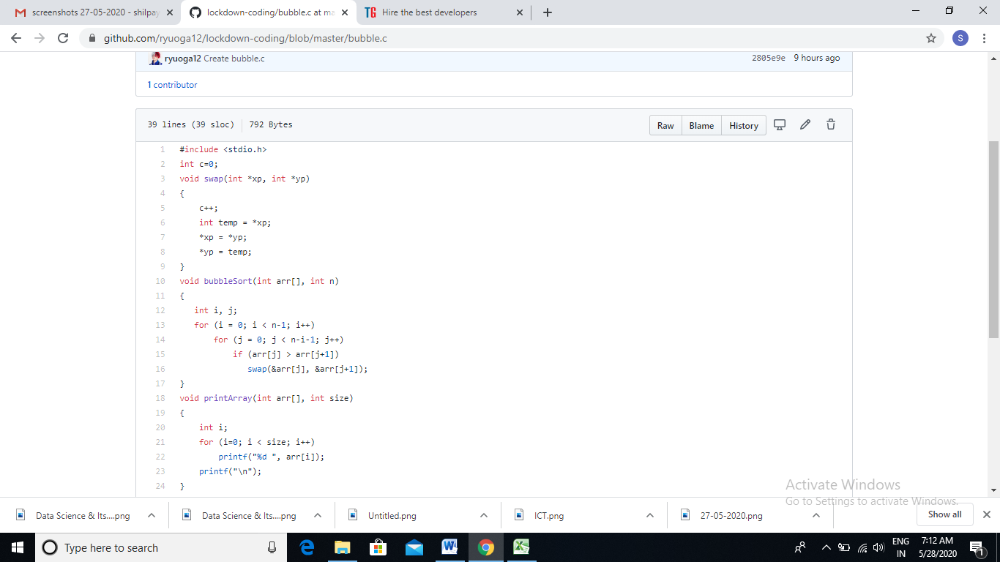 screenshots 27-05-2020 - shilpay
lockdown-coding/bubble.c at ma
TG Hire the best developers
github.com/ryuoga12/lockdown-coding/blob/master/bubble.c
S
ryuoga12 Create bubble.c 2805e9e 9 hours ago
1 contributor
39 lines (39 sloc) 792 Bytes Raw Blame History
1 #include <stdio.h>
2 int c=0;
3 void swap(int *xp, int *yp)
4 {
5 c++;
6 int temp = *xp;
7 *xp = *yp;
8 *yp = temp;
9 }
10 void bubbleSort(int arr[], int n)
11 {
12 int i, j;
13 for (i = 0; i < n-1; i++)
14 for (j = 0; j < n-i-1; j++)
15 if (arr[j] > arr[j+1])
16 swap(&arr[j], &arr[j+1]);
17 }
18 void printArray(int arr[], int size)
19 {
20 int i;
21 for (i=0; i < size; i++)
22 printf("%d ", arr[i]);
23 printf("\n");
24 }
Activate Windows
Go to Settings to activate Windows.
Data Science & Its....png Data Science & Its....png Untitled.png ICT.png 27-05-2020.png Show all
Type here to search
ENG
IN
7:12 AM
5/28/2020
1